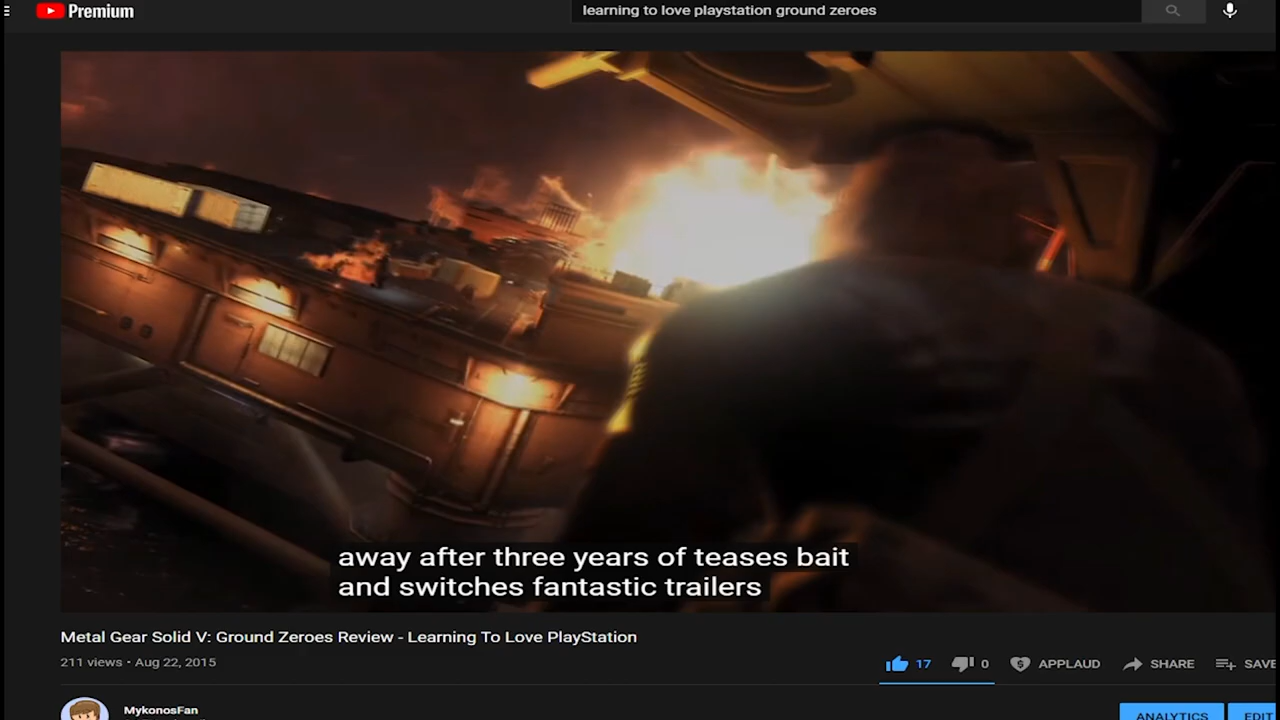 Premium
learning to love playstation ground zeroes
away after three years of teases bait
and switches fantastic trailers
Metal Gear Solid V: Ground Zeroes Review - Learning To Love PlayStation
211 views • Aug 22, 2015
17
0
APPLAUD
SHARE
SAVE
MykonosFan
ANALYTICS
EDIT